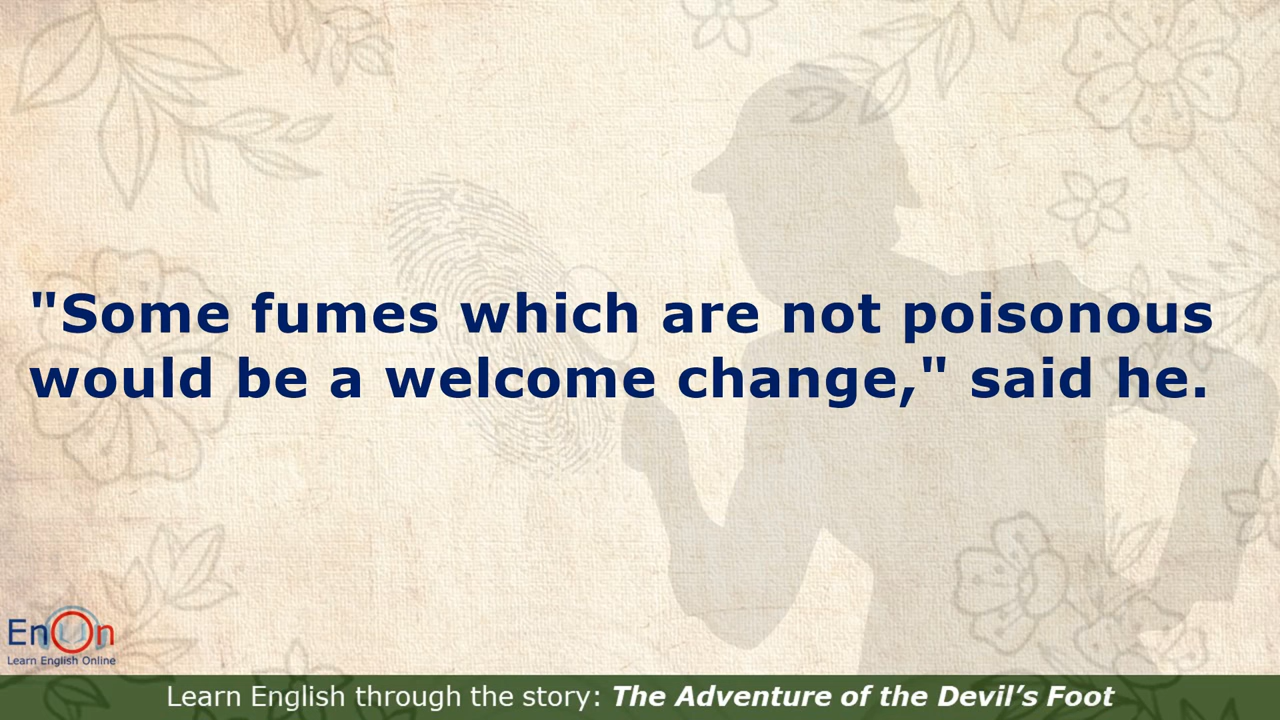 "Some fumes which are not poisonous
would be a welcome change," said he.
EnOn
Learn English Online
Learn English through the story: The Adventure of the Devil’s Foot